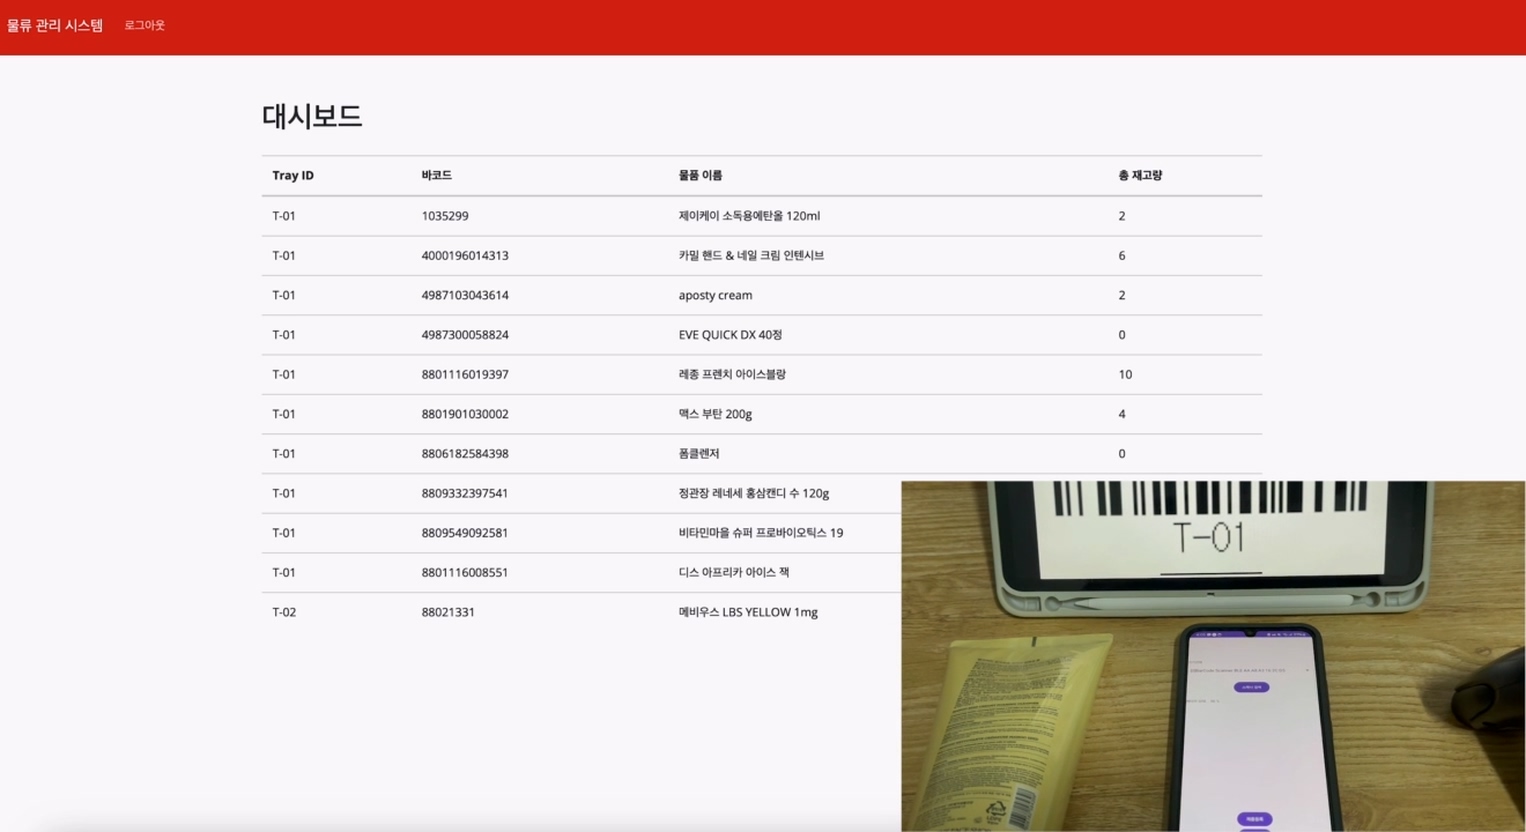 물류 관리 시스템 로그아웃
대시보드
Tray ID 바코드 물품 이름 총 재고량
T-01 1035299 제이케이 소독용에탄올 120ml 2
T-01 4000196014313 카밀 핸드 & 네일 크림 인텐시브 6
T-01 4987103043614 aposty cream 2
T-01 4987300058824 EVE QUICK DX 40정 0
T-01 8801116019397 레종 프렌치 아이스블랑 10
T-01 8801901030002 맥스 부탄 200g 4
T-01 8806182584398 폼클렌저 0
T-01 8809332397541 정관장 레네세 홍삼캔디 수 120g
T-01 8809549092581 비타민마을 슈퍼 프로바이오틱스 19
T-01 8801116008551 디스 아프리카 아이스 잭
T-02 88021331 메비우스 LBS YELLOW 1mg
T-01